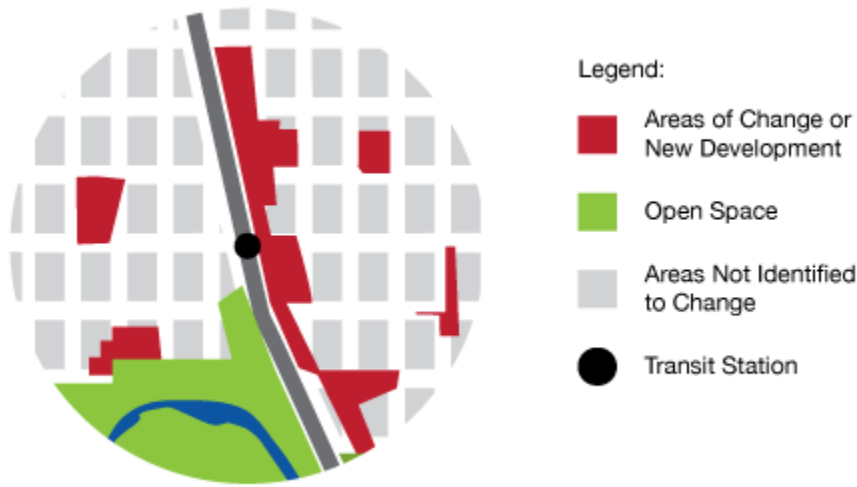 Legend:
Areas of Change or
New Development
Open Space
Areas Not Identified
to Change
Transit Station